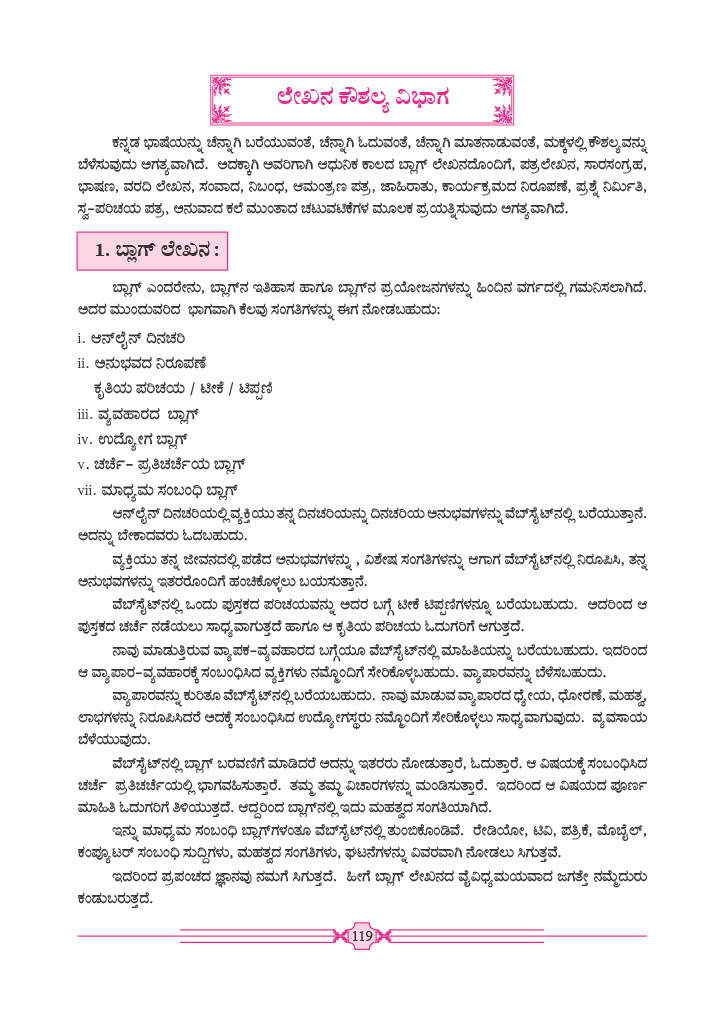 ಲೇಖನ ಕೌಶಲ್ಯ ವಿಭಾಗ
ಕನ್ನಡ ಭಾಷೆಯನ್ನು ಚೆನ್ನಾಗಿ ಬರೆಯುವಂತೆ, ಚೆನ್ನಾಗಿ ಓದುವಂತೆ, ಚೆನ್ನಾಗಿ ಮಾತನಾಡುವಂತೆ, ಮಕ್ಕಳಲ್ಲಿ ಕೌಶಲ್ಯವನ್ನು
ಬೆಳೆಸುವುದು ಅಗತ್ಯವಾಗಿದೆ. ಅದಕ್ಕಾಗಿ ಅವರಿಗಾಗಿ ಆಧುನಿಕ ಕಾಲದ ಬ್ಲಾಗ್ ಲೇಖನದೊಂದಿಗೆ, ಪತ್ರಲೇಖನ, ಸಾರಸಂಗ್ರಹ,
ಭಾಷಣ, ವರದಿ ಲೇಖನ, ಸಂವಾದ, ನಿಬಂಧ, ಆಮಂತ್ರಣ ಪತ್ರ, ಜಾಹಿರಾತು, ಕಾರ್ಯಕ್ರಮದ ನಿರೂಪಣೆ, ಪ್ರಶ್ನೆ ನಿರ್ಮಿತಿ,
ಸ್ವ-ಪರಿಚಯ ಪತ್ರ, ಅನುವಾದ ಕಲೆ ಮುಂತಾದ ಚಟುವಟಿಕೆಗಳ ಮೂಲಕ ಪ್ರಯತ್ನಿಸುವುದು ಅಗತ್ಯವಾಗಿದೆ.
1. ಬ್ಲಾಗ್ ಲೇಖನ :
ಬ್ಲಾಗ್ ಎಂದರೇನು, ಬ್ಲಾಗ್‌ನ ಇತಿಹಾಸ ಹಾಗೂ ಬ್ಲಾಗ್‌ನ ಪ್ರಯೋಜನಗಳನ್ನು ಹಿಂದಿನ ವರ್ಗದಲ್ಲಿ ಗಮನಿಸಲಾಗಿದೆ.
ಅದರ ಮುಂದುವರಿದ ಭಾಗವಾಗಿ ಕೆಲವು ಸಂಗತಿಗಳನ್ನು ಈಗ ನೋಡಬಹುದು:
i. ಆನ್‌ಲೈನ್ ದಿನಚರಿ
ii. ಅನುಭವದ ನಿರೂಪಣೆ
ಕೃತಿಯ ಪರಿಚಯ / ಟೀಕೆ / ಟಿಪ್ಪಣಿ
iii. ವ್ಯವಹಾರದ ಬ್ಲಾಗ್
iv. ಉದ್ಯೋಗ ಬ್ಲಾಗ್
v. ಚರ್ಚೆ- ಪ್ರತಿಚರ್ಚೆಯ ಬ್ಲಾಗ್
vii. ಮಾಧ್ಯಮ ಸಂಬಂಧಿ ಬ್ಲಾಗ್
ಆನ್‌ಲೈನ್ ದಿನಚರಿಯಲ್ಲಿ ವ್ಯಕ್ತಿಯು ತನ್ನ ದಿನಚರಿಯನ್ನು ದಿನಚರಿಯ ಅನುಭವಗಳನ್ನು ವೆಬ್‌ಸೈಟ್‌ನಲ್ಲಿ ಬರೆಯುತ್ತಾನೆ.
ಅದನ್ನು ಬೇಕಾದವರು ಓದಬಹುದು.
ವ್ಯಕ್ತಿಯು ತನ್ನ ಜೀವನದಲ್ಲಿ ಪಡೆದ ಅನುಭವಗಳನ್ನು , ವಿಶೇಷ ಸಂಗತಿಗಳನ್ನು ಆಗಾಗ ವೆಬ್‌ಸೈಟ್‌ನಲ್ಲಿ ನಿರೂಪಿಸಿ, ತನ್ನ
ಅನುಭವಗಳನ್ನು ಇತರರೊಂದಿಗೆ ಹಂಚಿಕೊಳ್ಳಲು ಬಯಸುತ್ತಾನೆ.
ವೆಬ್‌ಸೈಟ್‌ನಲ್ಲಿ ಒಂದು ಪುಸ್ತಕದ ಪರಿಚಯವನ್ನು ಅದರ ಬಗ್ಗೆ ಟೀಕೆ ಟಿಪ್ಪಣಿಗಳನ್ನೂ ಬರೆಯಬಹುದು. ಅದರಿಂದ ಆ
ಪುಸ್ತಕದ ಚರ್ಚೆ ನಡೆಯಲು ಸಾಧ್ಯವಾಗುತ್ತದೆ ಹಾಗೂ ಆ ಕೃತಿಯ ಪರಿಚಯ ಓದುಗರಿಗೆ ಆಗುತ್ತದೆ.
ನಾವು ಮಾಡುತ್ತಿರುವ ವ್ಯಾಪಕ-ವ್ಯವಹಾರದ ಬಗ್ಗೆಯೂ ವೆಬ್‌ಸೈಟ್‌ನಲ್ಲಿ ಮಾಹಿತಿಯನ್ನು ಬರೆಯಬಹುದು. ಇದರಿಂದ
ಆ ವ್ಯಾಪಾರ-ವ್ಯವಹಾರಕ್ಕೆ ಸಂಬಂಧಿಸಿದ ವ್ಯಕ್ತಿಗಳು ನಮ್ಮೊಂದಿಗೆ ಸೇರಿಕೊಳ್ಳಬಹುದು. ವ್ಯಾಪಾರವನ್ನು ಬೆಳೆಸಬಹುದು.
ವ್ಯಾಪಾರವನ್ನು ಕುರಿತೂ ವೆಬ್‌ಸೈಟ್‌ನಲ್ಲಿ ಬರೆಯಬಹುದು. ನಾವು ಮಾಡುವ ವ್ಯಾಪಾರದ ಧ್ಯೇಯ, ಧೋರಣೆ, ಮಹತ್ವ,
ಲಾಭಗಳನ್ನು ನಿರೂಪಿಸಿದರೆ ಅದಕ್ಕೆ ಸಂಬಂಧಿಸಿದ ಉದ್ಯೋಗಸ್ಥರು ನಮ್ಮೊಂದಿಗೆ ಸೇರಿಕೊಳ್ಳಲು ಸಾಧ್ಯವಾಗುವುದು. ವ್ಯವಸಾಯ
ಬೆಳೆಯುವುದು.
ವೆಬ್‌ಸೈಟ್‌ನಲ್ಲಿ ಬ್ಲಾಗ್ ಬರವಣಿಗೆ ಮಾಡಿದರೆ ಅದನ್ನು ಇತರರು ನೋಡುತ್ತಾರೆ, ಓದುತ್ತಾರೆ. ಆ ವಿಷಯಕ್ಕೆ ಸಂಬಂಧಿಸಿದ
ಚರ್ಚೆ ಪ್ರತಿಚರ್ಚೆಯಲ್ಲಿ ಭಾಗವಹಿಸುತ್ತಾರೆ. ತಮ್ಮ ತಮ್ಮ ವಿಚಾರಗಳನ್ನು ಮಂಡಿಸುತ್ತಾರೆ. ಇದರಿಂದ ಆ ವಿಷಯದ ಪೂರ್ಣ
ಮಾಹಿತಿ ಓದುಗರಿಗೆ ತಿಳಿಯುತ್ತದೆ. ಆದ್ದರಿಂದ ಬ್ಲಾಗ್‌ನಲ್ಲಿ ಇದು ಮಹತ್ವದ ಸಂಗತಿಯಾಗಿದೆ.
ಇನ್ನು ಮಾಧ್ಯಮ ಸಂಬಂಧಿ ಬ್ಲಾಗ್‌ಗಳಂತೂ ವೆಬ್‌ಸೈಟ್‌ನಲ್ಲಿ ತುಂಬಿಕೊಂಡಿವೆ. ರೇಡಿಯೋ, ಟಿವಿ, ಪತ್ರಿಕೆ, ಮೊಬೈಲ್,
ಕಂಪ್ಯೂಟರ್ ಸಂಬಂಧಿ ಸುದ್ದಿಗಳು, ಮಹತ್ವದ ಸಂಗತಿಗಳು, ಘಟನೆಗಳನ್ನು ವಿವರವಾಗಿ ನೋಡಲು ಸಿಗುತ್ತವೆ.
ಇದರಿಂದ ಪ್ರಪಂಚದ ಜ್ಞಾನವು ನಮಗೆ ಸಿಗುತ್ತದೆ. ಹೀಗೆ ಬ್ಲಾಗ್ ಲೇಖನದ ವೈವಿಧ್ಯಮಯವಾದ ಜಗತ್ತೇ ನಮ್ಮೆದುರು
ಕಂಡುಬರುತ್ತದೆ.
119